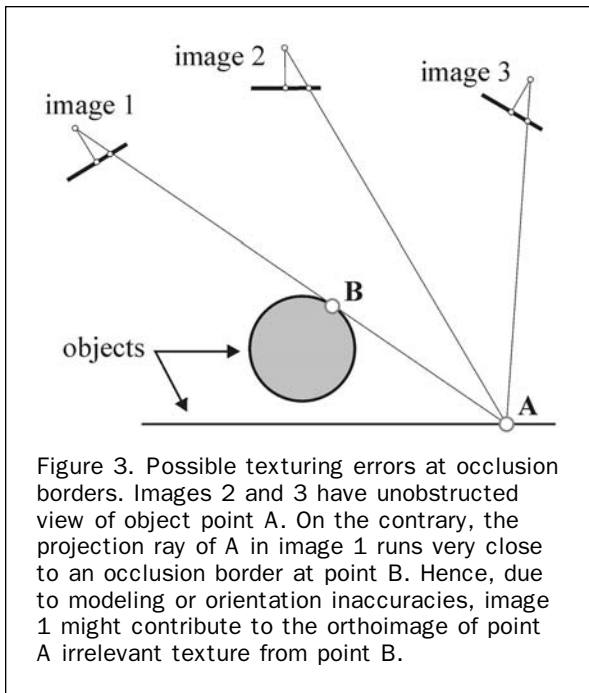 image 2
image 3
image 1
B
objects
A
Figure 3. Possible texturing errors at occlusion
borders. Images 2 and 3 have unobstructed
view of object point A. On the contrary, the
projection ray of A in image 1 runs very close
to an occlusion border at point B. Hence, due
to modeling or orientation inaccuracies, image
1 might contribute to the orthoimage of point
A irrelevant texture from point B.